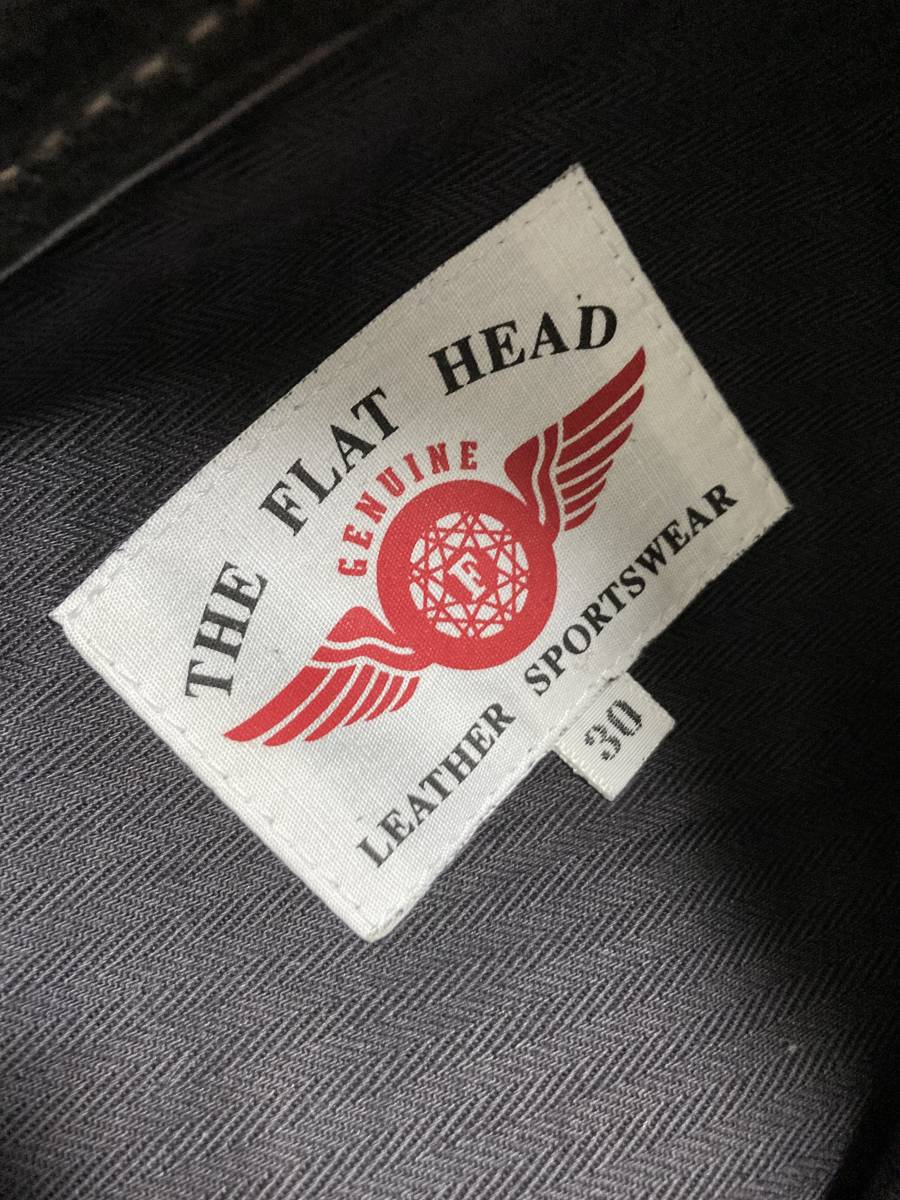 THE FLAT HEAD
GENUINE
F
LEATHER SPORTSWEAR
30